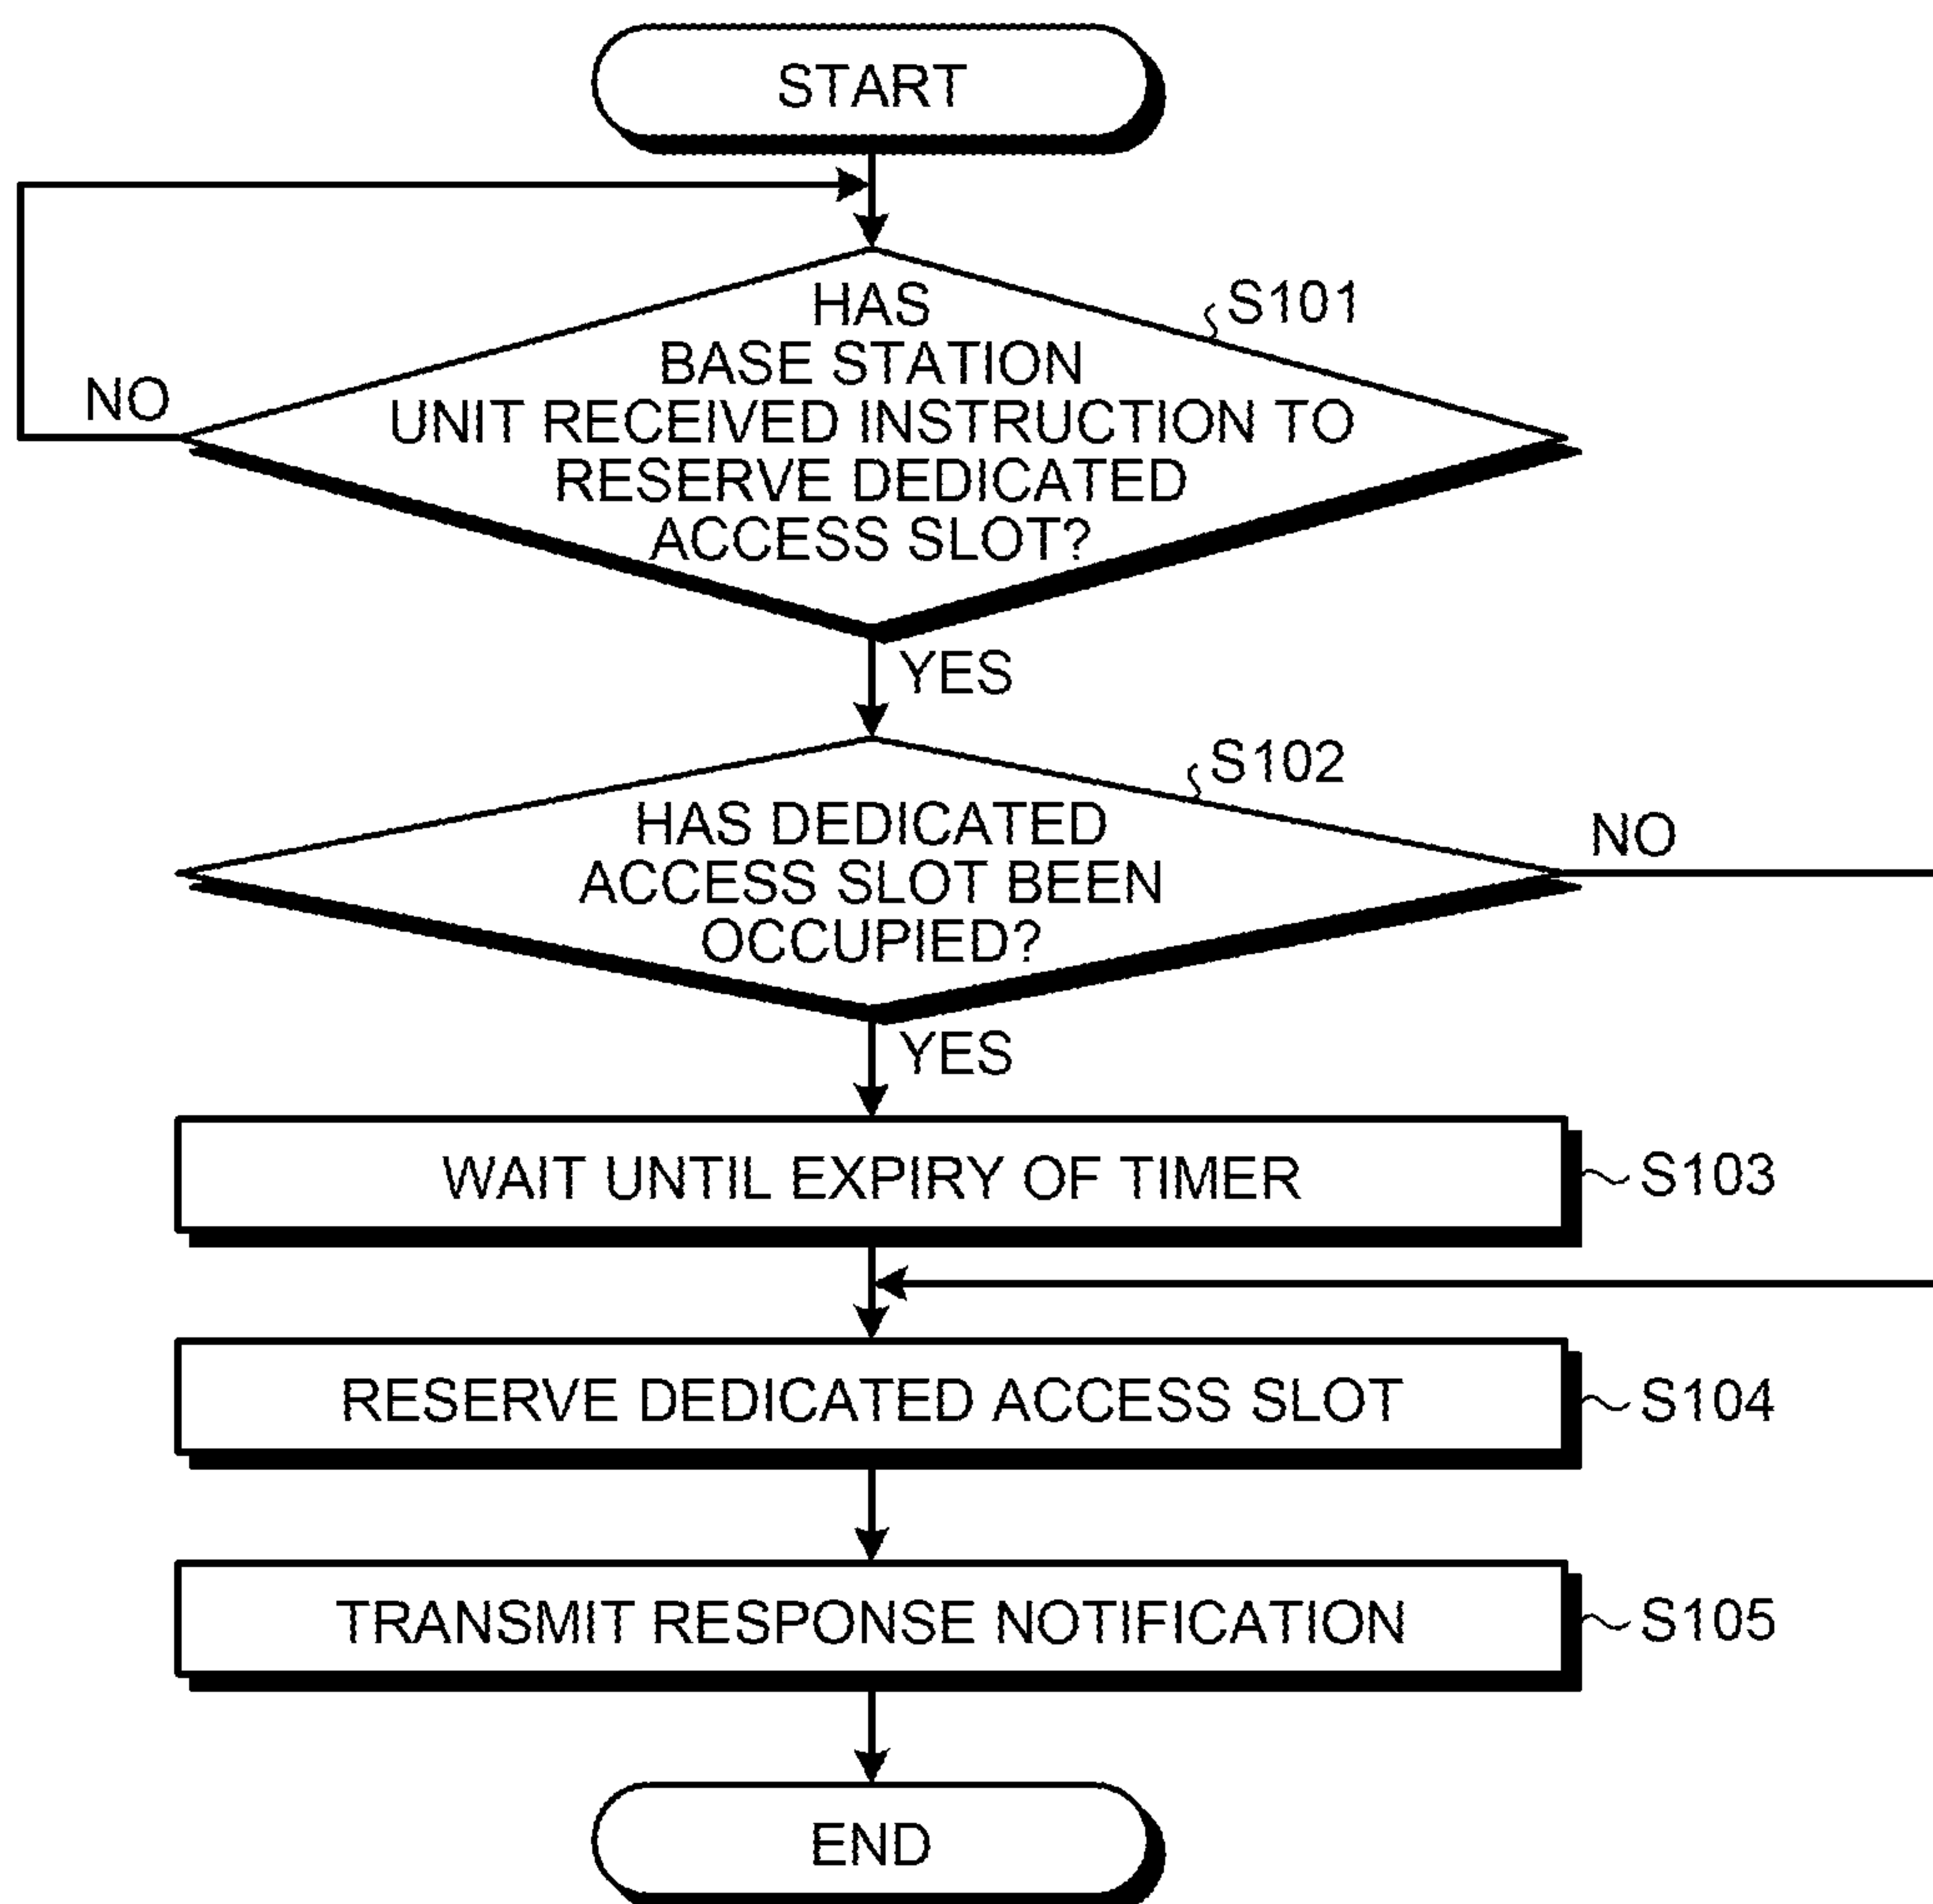 START
HAS
BASE STATION
UNIT RECEIVED INSTRUCTION TO
RESERVE DEDICATED
ACCESS SLOT?
S101
NO
YES
HAS DEDICATED
ACCESS SLOT BEEN
OCCUPIED?
S102
NO
YES
WAIT UNTIL EXPIRY OF TIMER
S103
RESERVE DEDICATED ACCESS SLOT
S104
TRANSMIT RESPONSE NOTIFICATION
S105
END